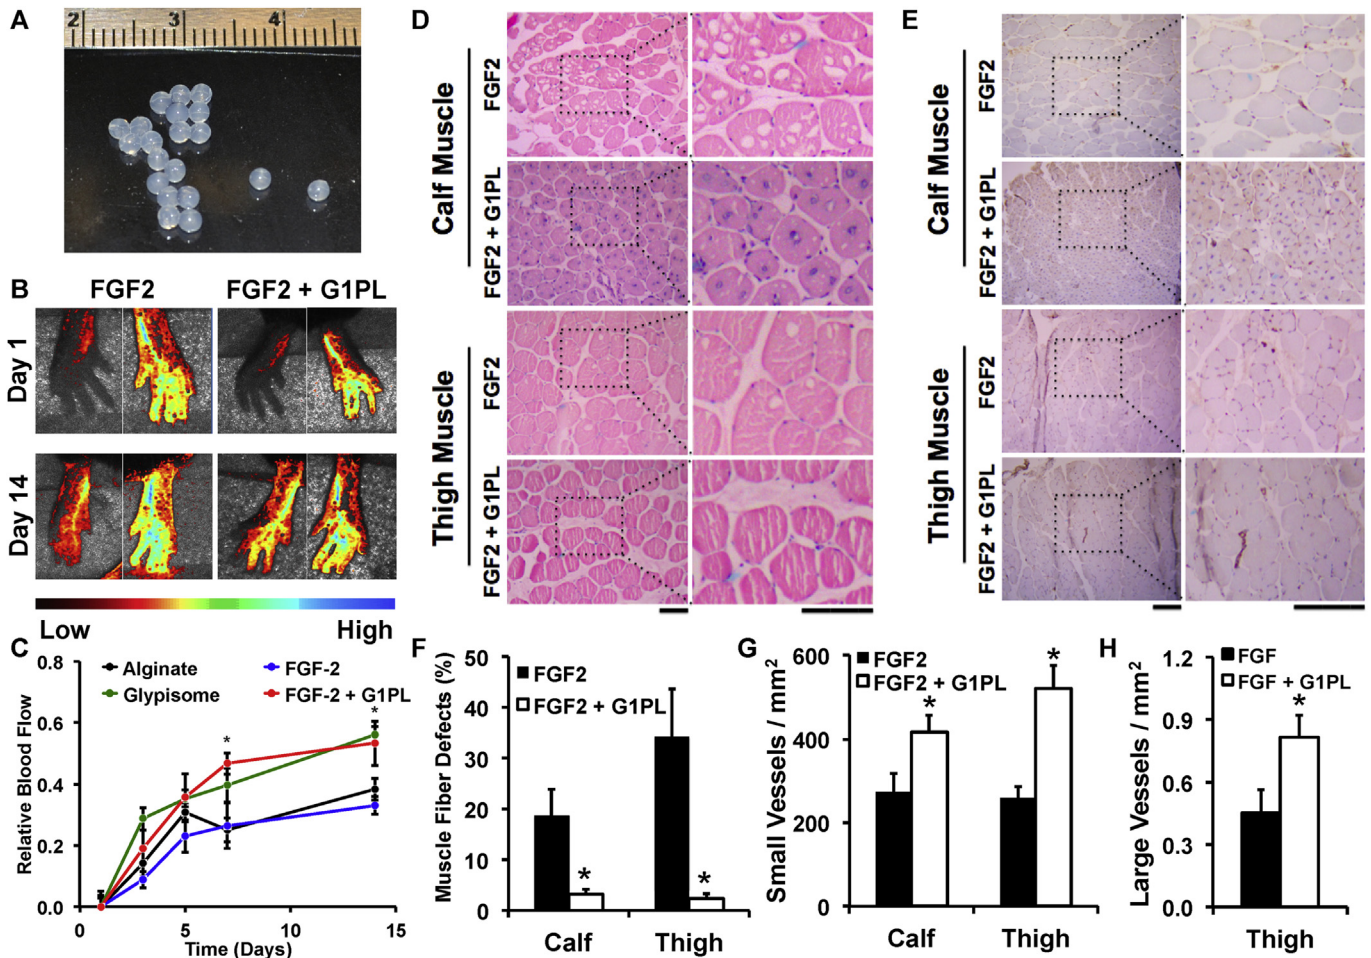 A
2 3 4
B
FGF2 FGF2 + G1PL
Day 1
Day 14
Low High
C
0.8
0.6
0.4
0.2
0.0
Relative Blood Flow
Alginate FGF-2
Glypisome FGF-2 + G1PL
*
*
0 5 10 15
Time (Days)
D
Calf Muscle
FGF2
FGF2 + G1PL
Thigh Muscle
FGF2
FGF2 + G1PL
E
Calf Muscle
FGF2
FGF2 + G1PL
Thigh Muscle
FGF2
FGF2 + G1PL
F
Muscle Fiber Defects (%)
50
40
30
20
10
0
FGF2
FGF2 + G1PL
* *
Calf Thigh
G
Small Vessels / mm2
600
400
200
0
FGF2
FGF2 + G1PL
* *
Calf Thigh
H
Large Vessels / mm2
1.2
0.9
0.6
0.3
0.0
FGF
FGF + G1PL
*
Thigh